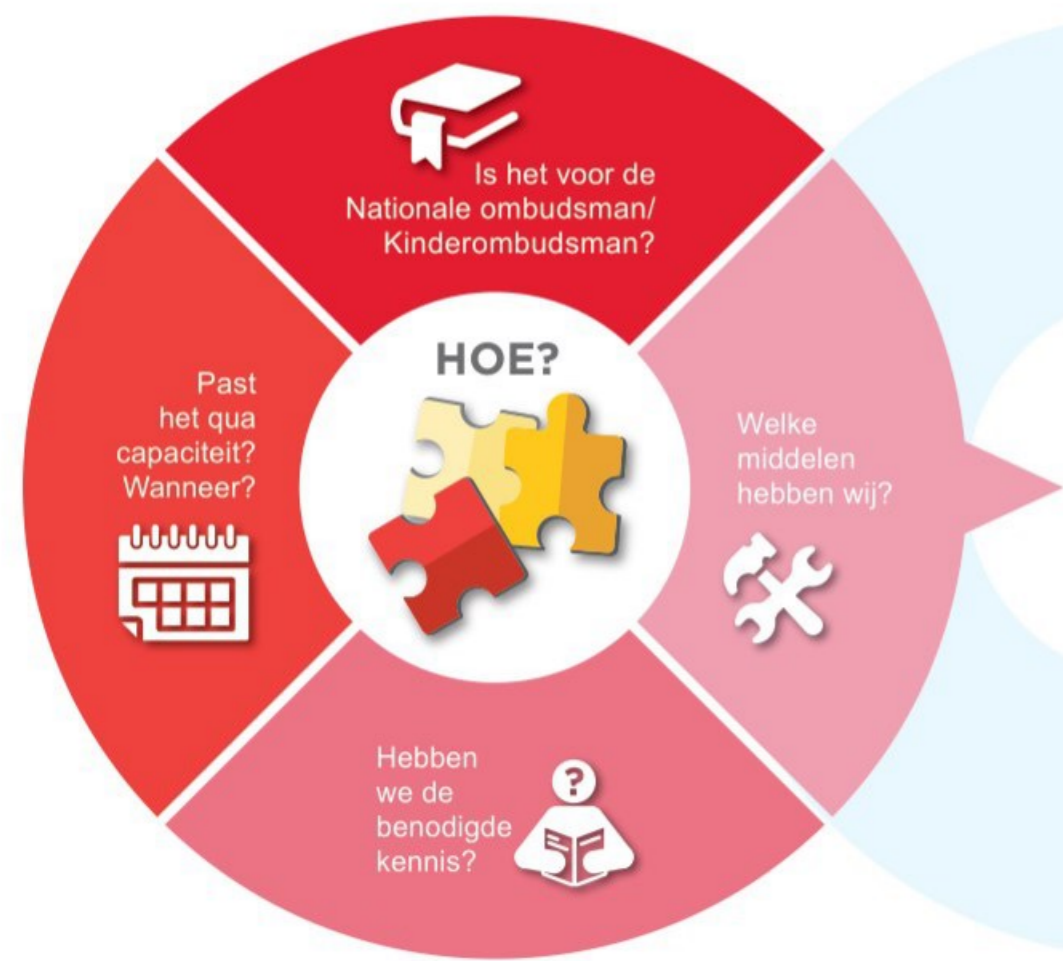 Is het voor de
Nationale ombudsman/
Kinderombudsman?
HOE?
Past
het qua
capaciteit?
Wanneer?
Welke
middelen
hebben wij?
Hebben
we de
benodigde
kennis?
?